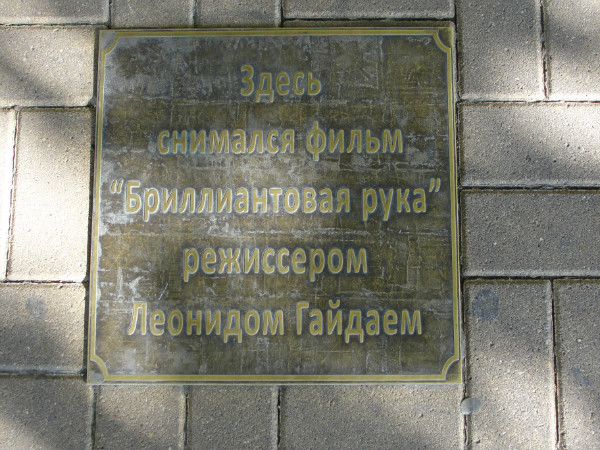 Здесь
снимался фильм
“Бриллиантовая рука”
режиссером
Леонидом Гайдаем